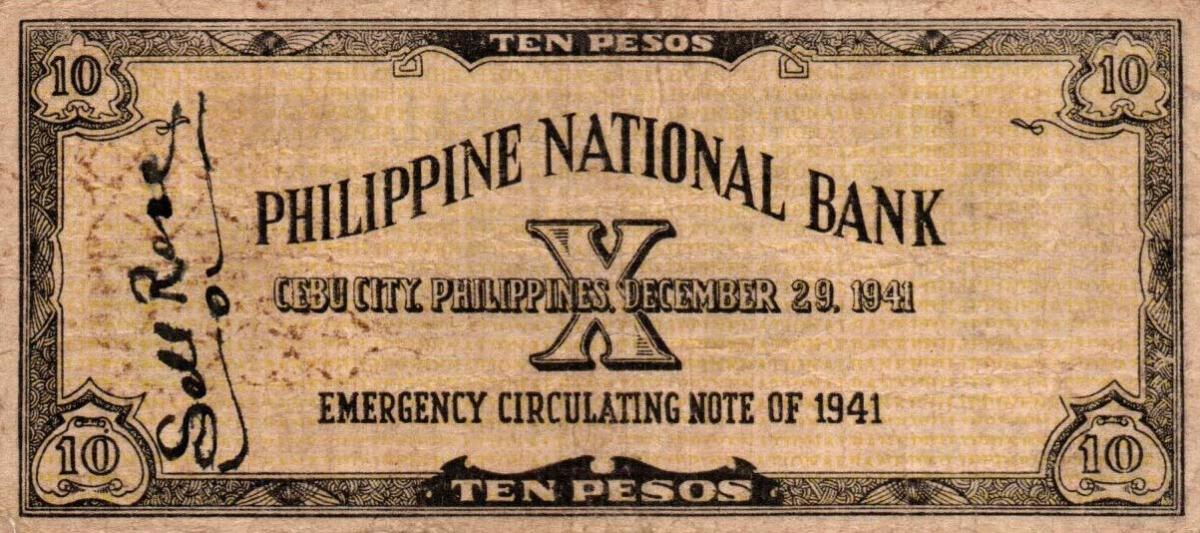 TEN PESOS
10
10
PHILIPPINE NATIONAL BANK
X
CEBU CITY, PHILIPPINES, DECEMBER 29, 1941
EMERGENCY CIRCULATING NOTE OF 1941
10
10
TEN PESOS